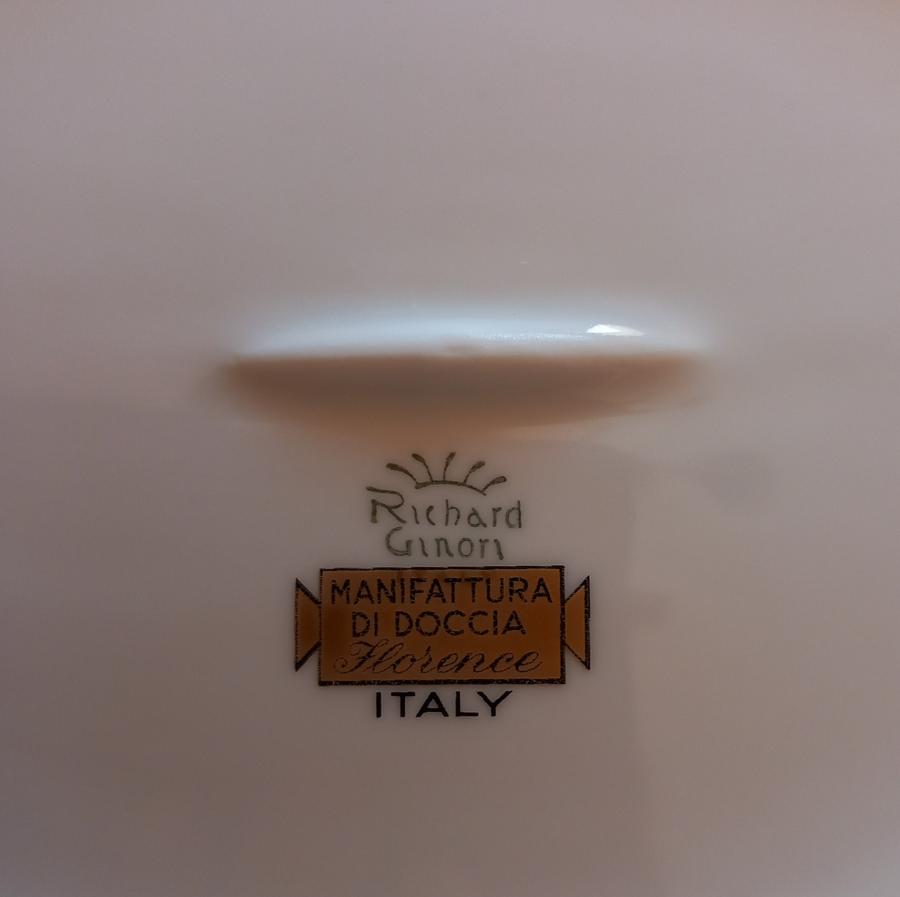 Richard
Ginori
MANIFATTURA
DI DOCCIA
Florence
ITALY